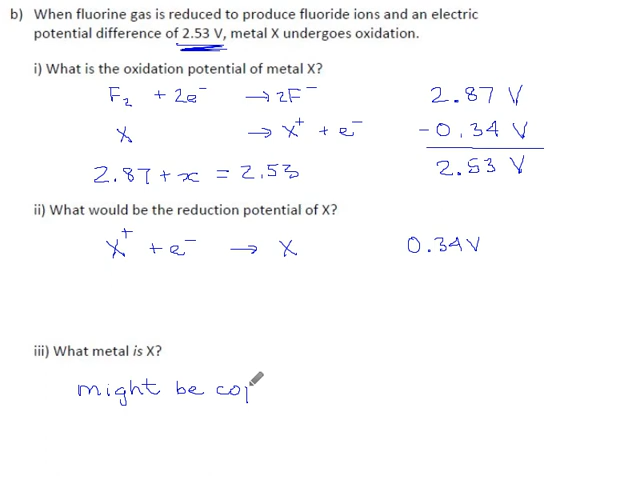 b) When fluorine gas is reduced to produce fluoride ions and an electric
potential difference of 2.53 V, metal X undergoes oxidation.
i) What is the oxidation potential of metal X?
F₂ + 2e⁻ → 2F⁻ 2.87 V
X → X⁺ + e⁻ -0.34 V
2.87 + x = 2.53 2.53 V
ii) What would be the reduction potential of X?
X⁺ + e⁻ → X 0.34V
iii) What metal is X?
might be cop